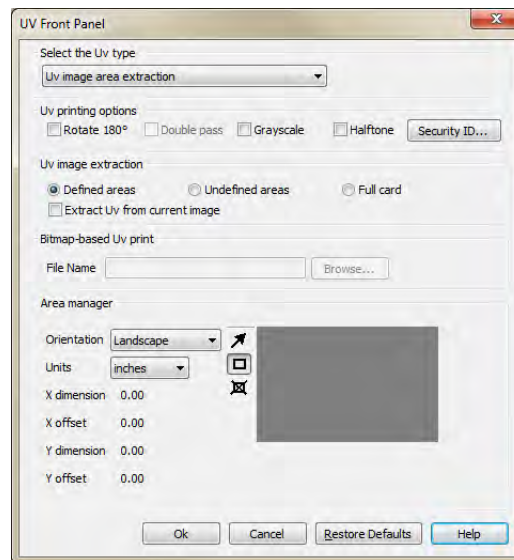 UV Front Panel
Select the Uv type
Uv image area extraction
Uv printing options
Rotate 180° Double pass Grayscale Halftone Security ID...
Uv image extraction
Defined areas Undefined areas Full card
Extract Uv from current image
Bitmap-based Uv print
File Name Browse...
Area manager
Orientation Landscape
Units inches
X dimension 0.00
X offset 0.00
Y dimension 0.00
Y offset 0.00
Ok Cancel Restore Defaults Help